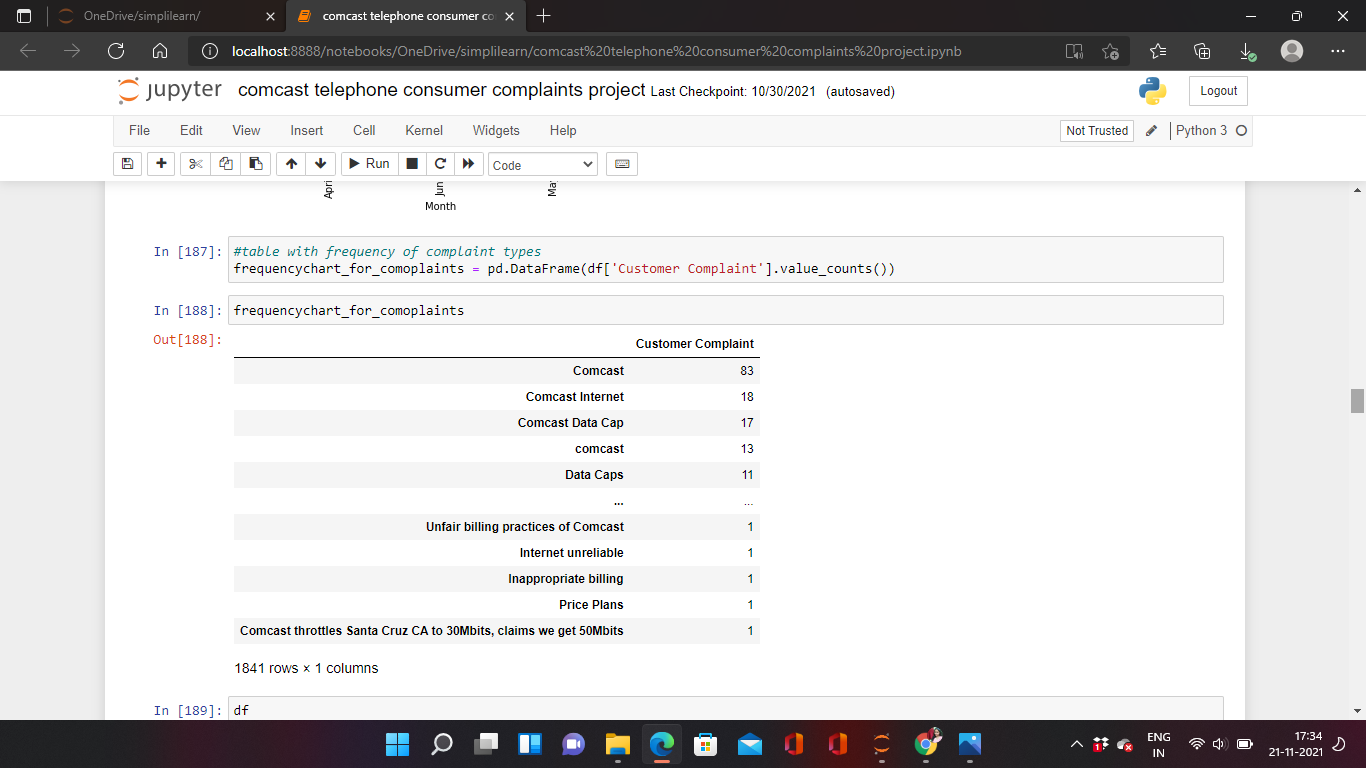 OneDrive/simplilearn/
comcast telephone consumer co
localhost:8888/notebooks/OneDrive/simplilearn/comcast%20telephone%20consumer%20complaints%20project.ipynb
jupyter comcast telephone consumer complaints project Last Checkpoint: 10/30/2021 (autosaved)
Logout
File Edit View Insert Cell Kernel Widgets Help
Not Trusted Python 3
Run Code
Month
In [187]: #table with frequency of complaint types
frequencychart_for_comoplaints = pd.DataFrame(df['Customer Complaint'].value_counts())
In [188]: frequencychart_for_comoplaints
Out[188]:
Customer Complaint
Comcast 83
Comcast Internet 18
Comcast Data Cap 17
comcast 13
Data Caps 11
... ...
Unfair billing practices of Comcast 1
Internet unreliable 1
Inappropriate billing 1
Price Plans 1
Comcast throttles Santa Cruz CA to 30Mbits, claims we get 50Mbits 1
1841 rows × 1 columns
In [189]: df
ENG
IN
17:34
21-11-2021